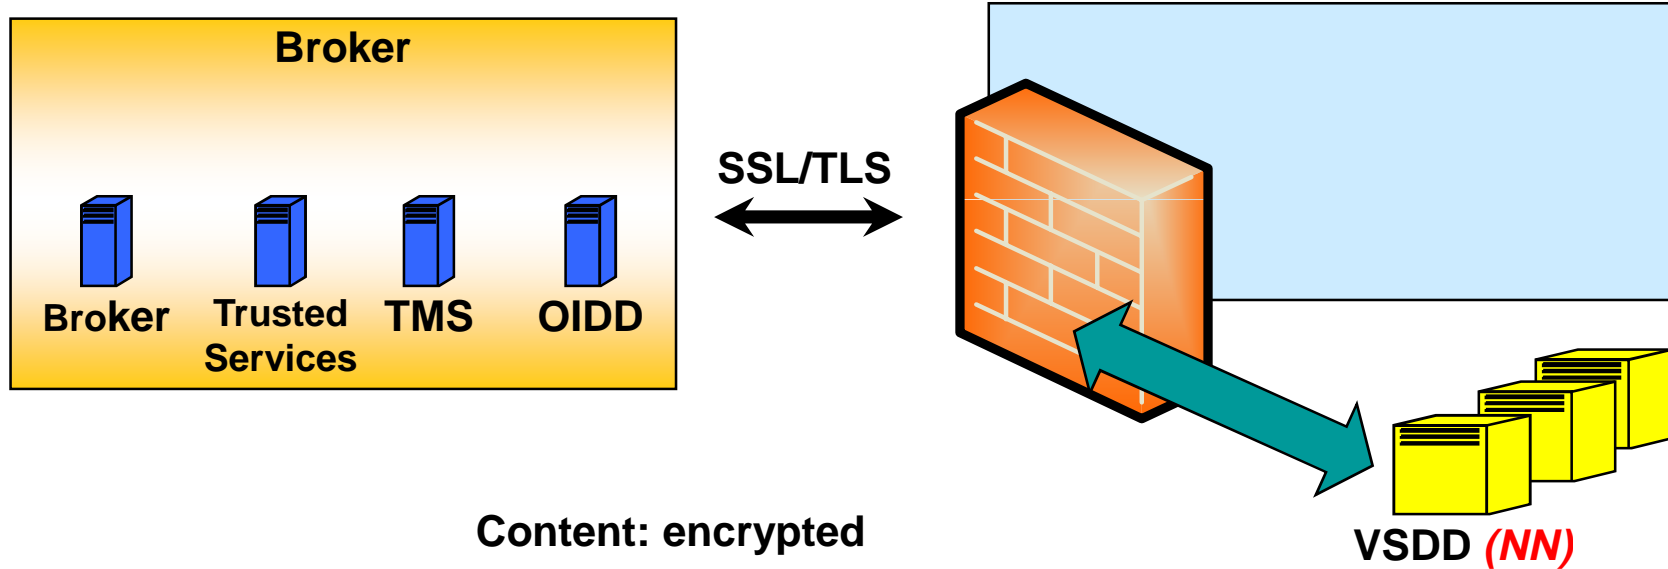 Broker
SSL/TLS
Broker
Trusted
Services
TMS
OIDD
Content: encrypted
VSDD (NN)